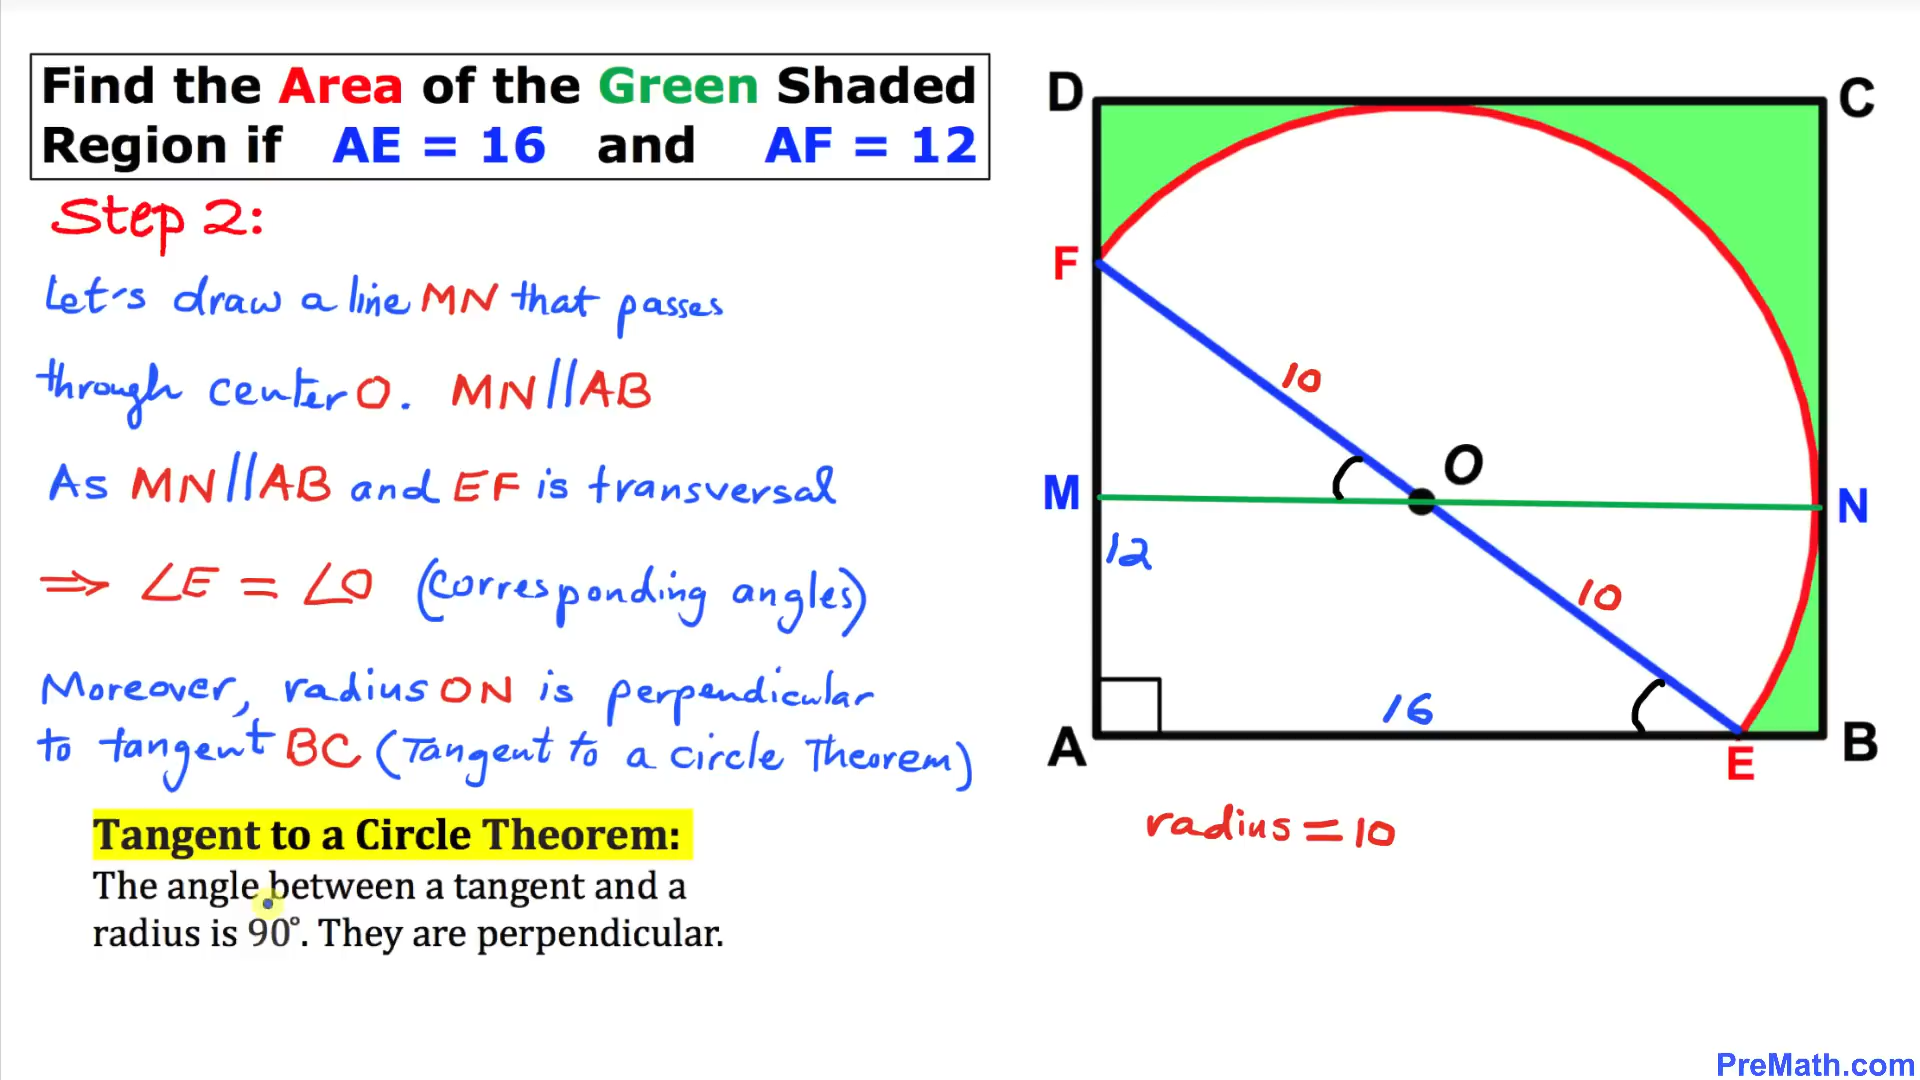 Find the Area of the Green Shaded
Region if AE = 16 and AF = 12
Step 2:
Let's draw a line MN that passes
through center O. MN//AB
As MN//AB and EF is transversal
⇒ ∠E = ∠O (corresponding angles)
Moreover, radius ON is perpendicular
to tangent BC (Tangent to a circle Theorem)
Tangent to a Circle Theorem:
The angle between a tangent and a
radius is 90°. They are perpendicular.
D
C
F
10
O
M
N
12
10
16
A
E
B
radius = 10
PreMath.com